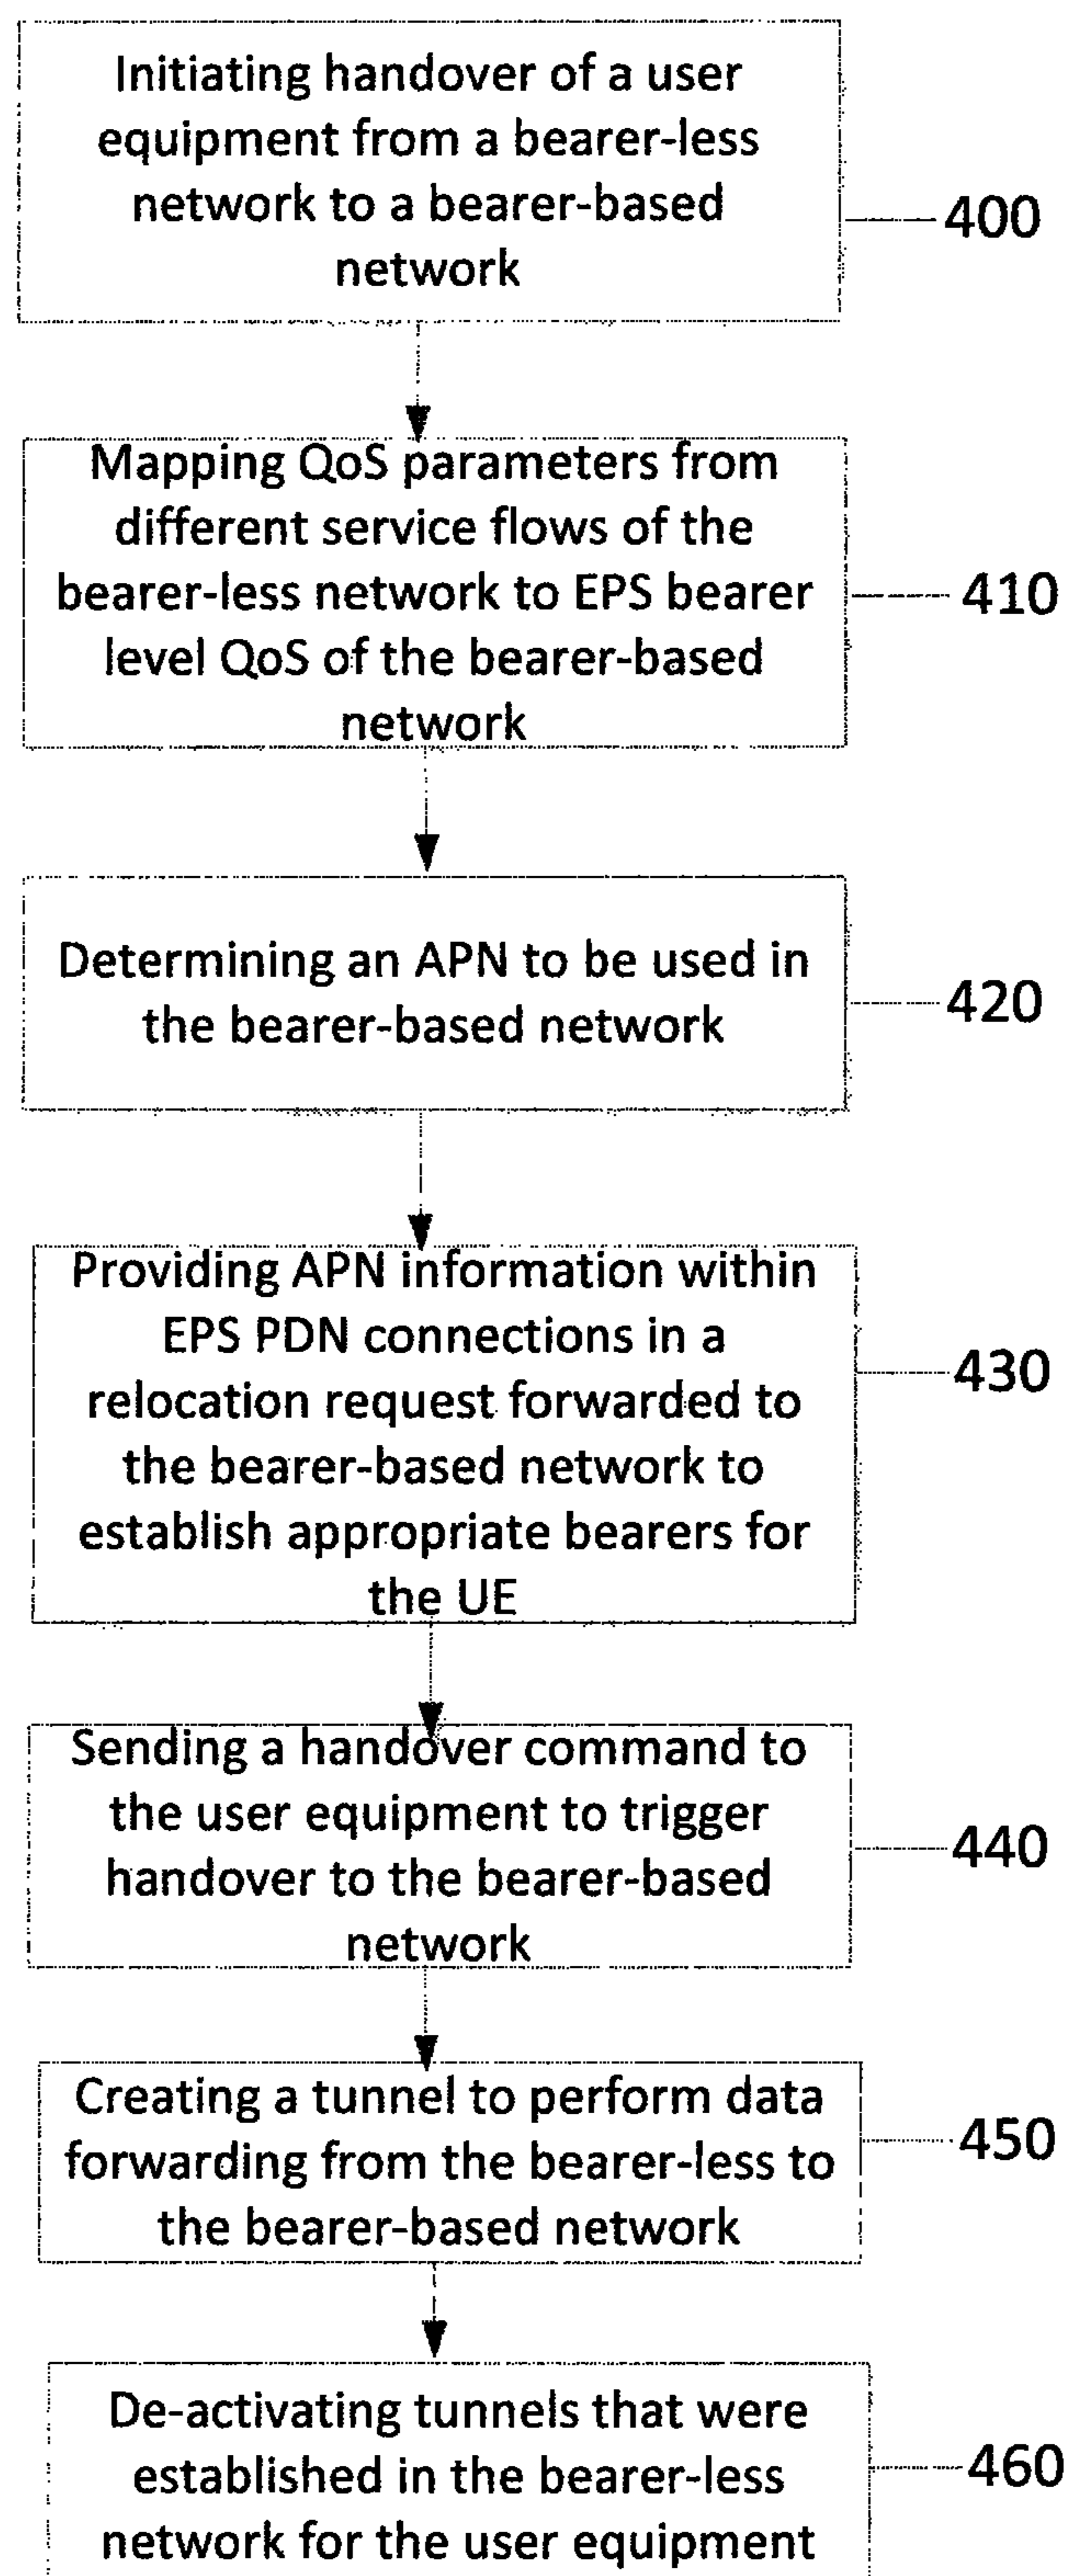 Initiating handover of a user
equipment from a bearer-less
network to a bearer-based
network
400
Mapping QoS parameters from
different service flows of the
bearer-less network to EPS bearer
level QoS of the bearer-based
network
410
Determining an APN to be used in
the bearer-based network
420
Providing APN information within
EPS PDN connections in a
relocation request forwarded to
the bearer-based network to
establish appropriate bearers for
the UE
430
Sending a handover command to
the user equipment to trigger
handover to the bearer-based
network
440
Creating a tunnel to perform data
forwarding from the bearer-less to
the bearer-based network
450
De-activating tunnels that were
established in the bearer-less
network for the user equipment
460